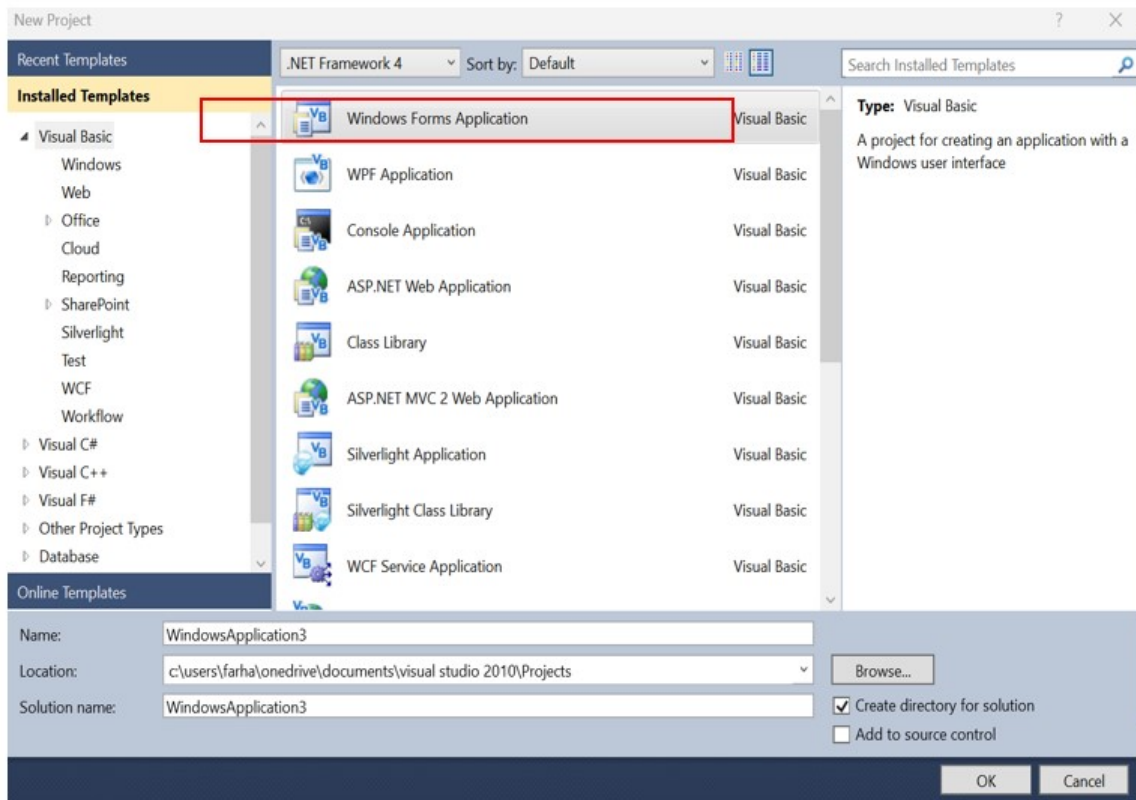 New Project
Recent Templates
Installed Templates
Visual Basic
Windows
Web
Office
Cloud
Reporting
SharePoint
Silverlight
Test
WCF
Workflow
Visual C#
Visual C++
Visual F#
Other Project Types
Database
Online Templates
.NET Framework 4
Sort by: Default
Windows Forms Application Visual Basic
WPF Application Visual Basic
Console Application Visual Basic
ASP.NET Web Application Visual Basic
Class Library Visual Basic
ASP.NET MVC 2 Web Application Visual Basic
Silverlight Application Visual Basic
Silverlight Class Library Visual Basic
WCF Service Application Visual Basic
Search Installed Templates
Type: Visual Basic
A project for creating an application with a
Windows user interface
Name: WindowsApplication3
Location: c:\users\farha\onedrive\documents\visual studio 2010\Projects
Browse...
Solution name: WindowsApplication3
Create directory for solution
Add to source control
OK
Cancel